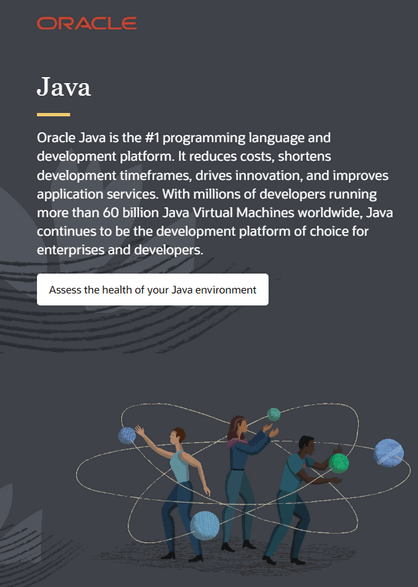 ORACLE
Java
Oracle Java is the #1 programming language and
development platform. It reduces costs, shortens
development timeframes, drives innovation, and improves
application services. With millions of developers running
more than 60 billion Java Virtual Machines worldwide, Java
continues to be the development platform of choice for
enterprises and developers.
Assess the health of your Java environment